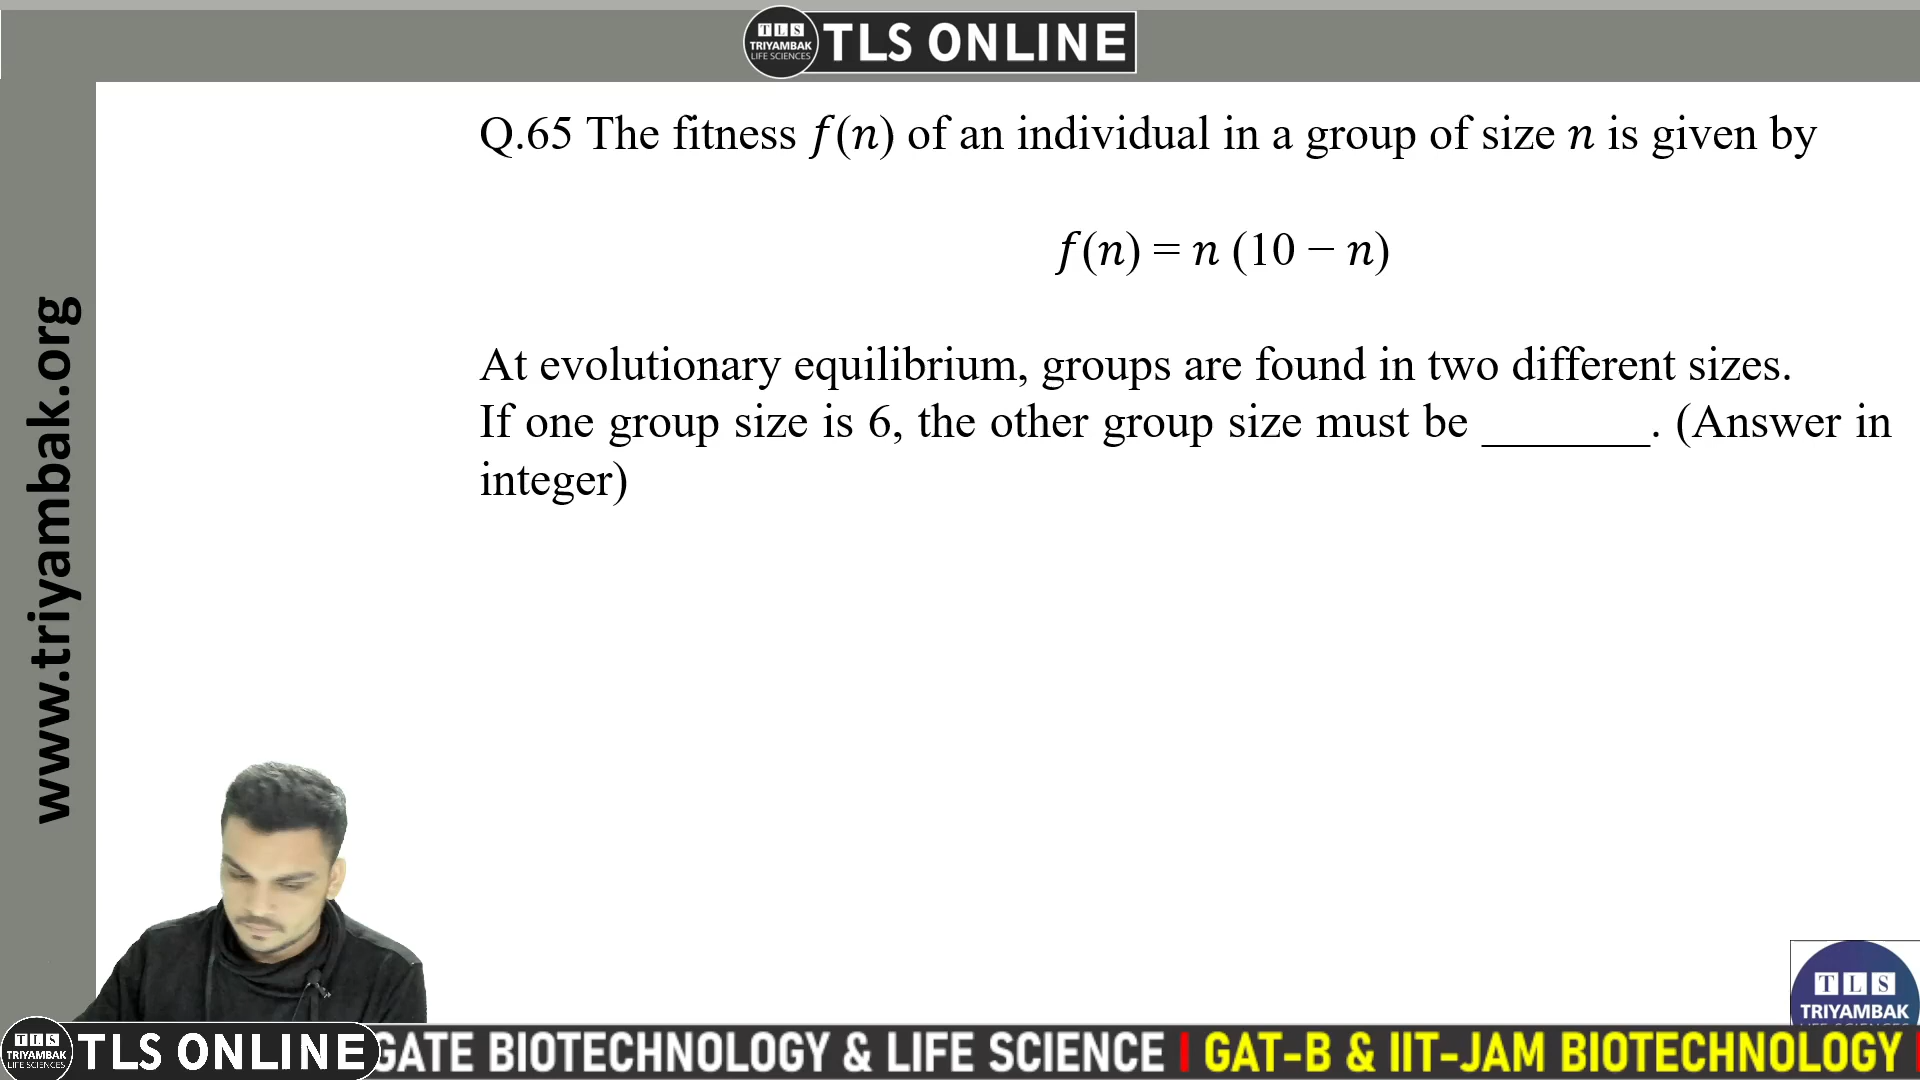 TLS
TRIYAMBAK
LIFE SCIENCES
TLS ONLINE
www.triyambak.org
Q.65 The fitness f(n) of an individual in a group of size n is given by
f(n) = n (10 − n)
At evolutionary equilibrium, groups are found in two different sizes.
If one group size is 6, the other group size must be _______. (Answer in
integer)
TLS
TRIYAMBAK
LIFE SCIENCES
TLS
TRIYAMBAK
LIFE SCIENCES
TLS ONLINE
GATE BIOTECHNOLOGY & LIFE SCIENCE | GAT-B & IIT-JAM BIOTECHNOLOGY